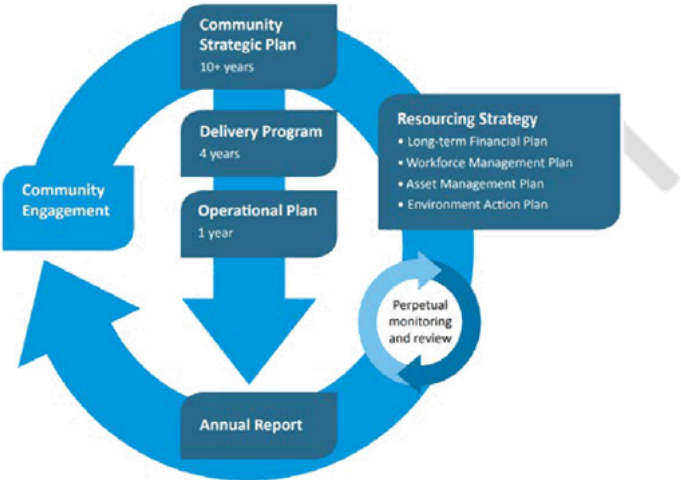 Community
Strategic Plan
10+ years
Delivery Program
4 years
Operational Plan
1 year
Resourcing Strategy
• Long-term Financial Plan
• Workforce Management Plan
• Asset Management Plan
• Environment Action Plan
Community
Engagement
Perpetual
monitoring
and review
Annual Report